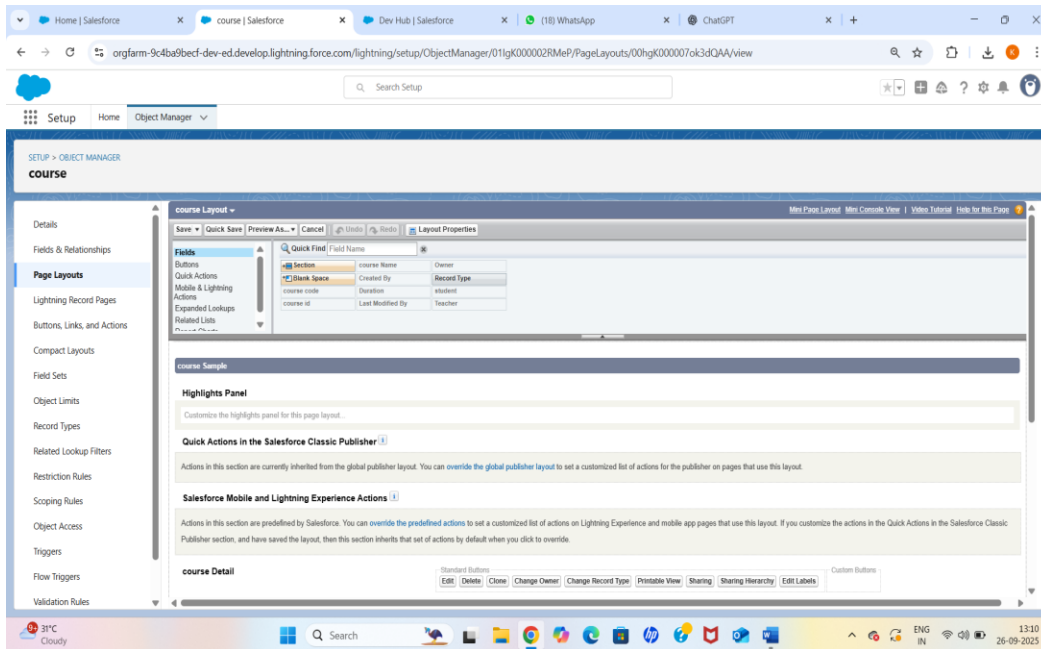 Home | Salesforce
course | Salesforce
Dev Hub | Salesforce
(18) WhatsApp
ChatGPT
orgfarm-9c4ba9becf-dev-ed.develop.lightning.force.com/lightning/setup/ObjectManager/01IgK000002RMeP/PageLayouts/00hgK000007ok3dQAA/view
K
Search Setup
Setup Home Object Manager
SETUP > OBJECT MANAGER
course
Details
Fields & Relationships
Page Layouts
Lightning Record Pages
Buttons, Links, and Actions
Compact Layouts
Field Sets
Object Limits
Record Types
Related Lookup Filters
Restriction Rules
Scoping Rules
Object Access
Triggers
Flow Triggers
Validation Rules
course Layout
Mini Page Layout Mini Console View | Video Tutorial Help for this Page
Save Quick Save Preview As... Cancel Undo Redo Layout Properties
Fields
Buttons
Quick Actions
Mobile & Lightning
Actions
Expanded Lookups
Related Lists
Report Charts
Quick Find Field Name
Section course Name Owner
Blank Space Created By Record Type
course code Duration student
course id Last Modified By Teacher
course Sample
Highlights Panel
Customize the highlights panel for this page layout...
Quick Actions in the Salesforce Classic Publisher i
Actions in this section are currently inherited from the global publisher layout. You can override the global publisher layout to set a customized list of actions for the publisher on pages that use this layout.
Salesforce Mobile and Lightning Experience Actions i
Actions in this section are predefined by Salesforce. You can override the predefined actions to set a customized list of actions on Lightning Experience and mobile app pages that use this layout. If you customize the actions in the Quick Actions in the Salesforce Classic
Publisher section, and have saved the layout, then this section inherits that set of actions by default when you click to override.
course Detail
Standard Buttons
Edit Delete Clone Change Owner Change Record Type Printable View Sharing Sharing Hierarchy Edit Labels
Custom Buttons
9+
31°C
Cloudy
Search
ENG
IN
13:10
26-09-2025